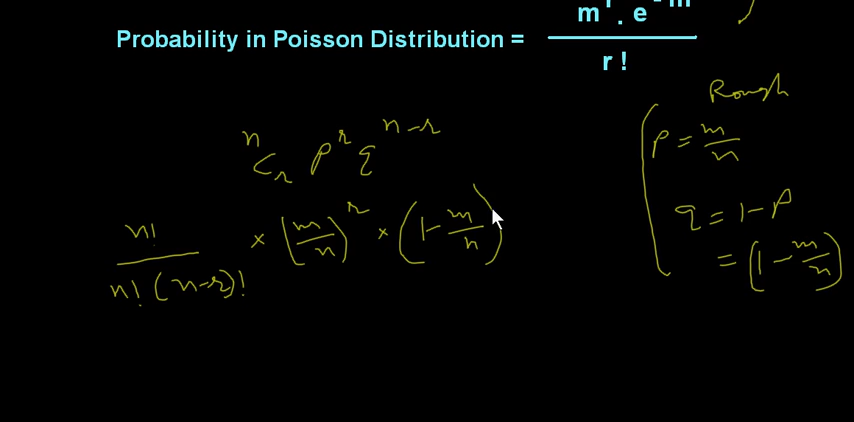 m^r . e^-m
Probability in Poisson Distribution = ———
r !
Rough
nCr p^r q^n-r
p = m/n
q = 1 - p
n! / n! (n-r)! × (m/n)^r × (1 - m/n)
= (1 - m/n)